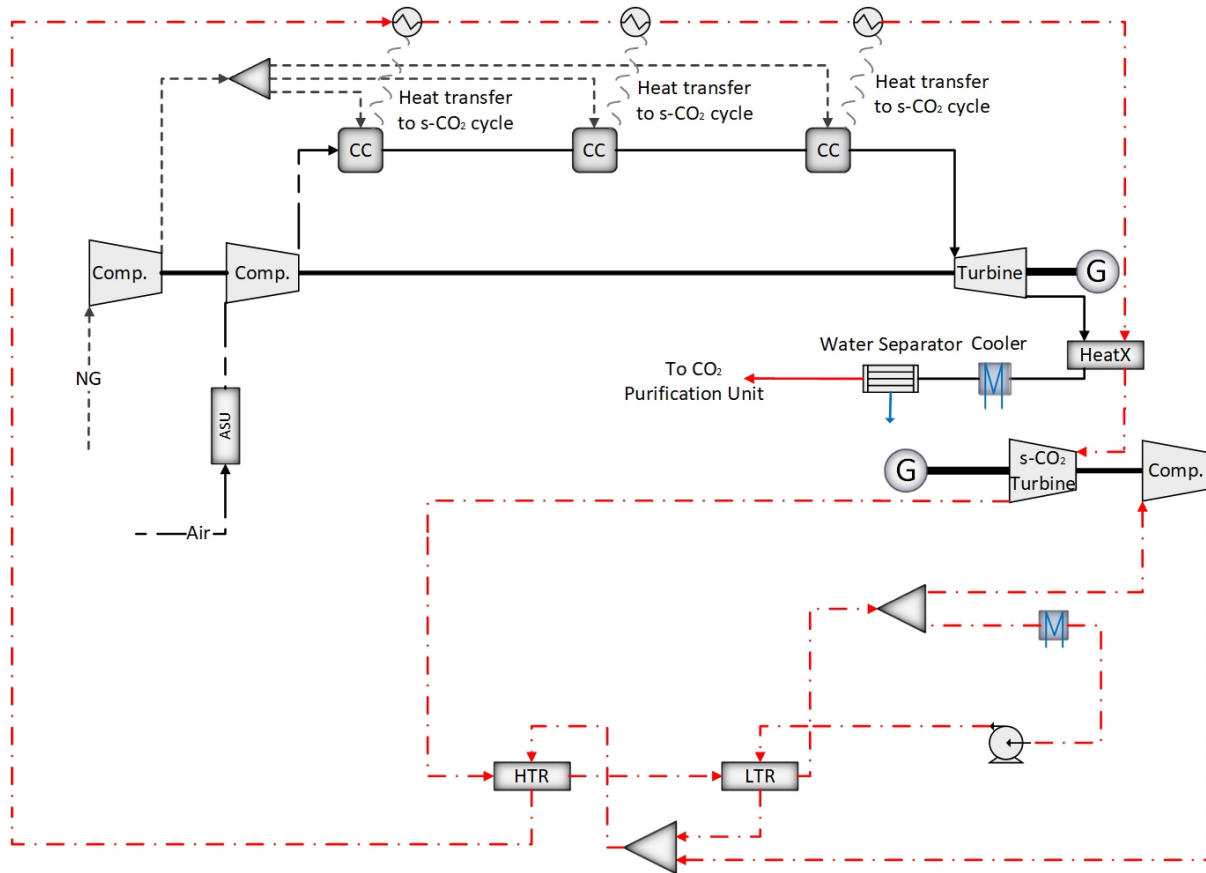 Heat transfer
to s-CO₂ cycle
Heat transfer
to s-CO₂ cycle
Heat transfer
to s-CO₂ cycle
CC
CC
CC
Comp.
Comp.
Turbine
G
NG
ASU
Air
HeatX
Water Separator
Cooler
To CO₂
Purification Unit
G
s-CO₂
Turbine
Comp.
HTR
LTR